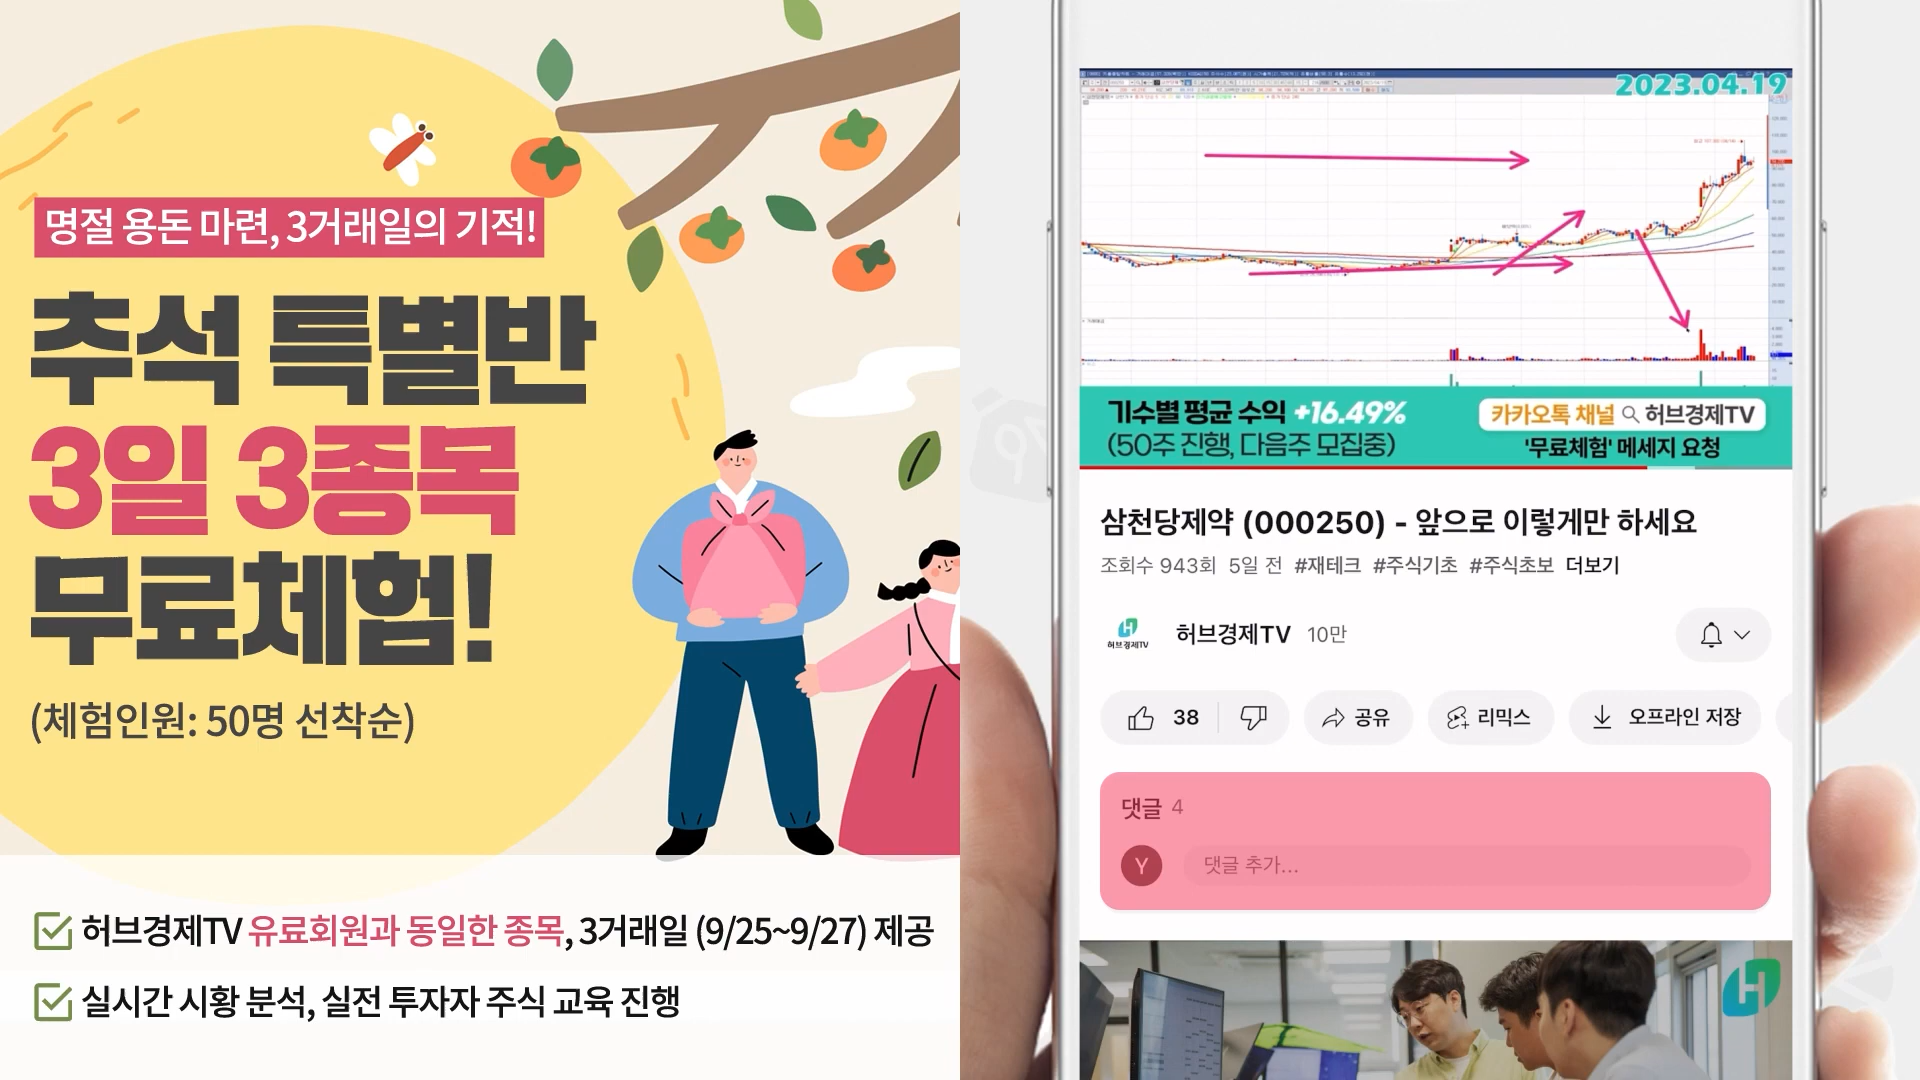 명절 용돈 마련, 3거래일의 기적!
추석 특별반
3일 3종목
무료체험!
(체험인원: 50명 선착순)
허브경제TV 유료회원과 동일한 종목, 3거래일 (9/25~9/27) 제공
실시간 시황 분석, 실전 투자자 주식 교육 진행
2023.04.19
기수별 평균 수익 +16.49%
(50주 진행, 다음주 모집중)
카카오톡 채널 허브경제TV
'무료체험' 메세지 요청
삼천당제약 (000250) - 앞으로 이렇게만 하세요
조회수 943회 5일 전 #재테크 #주식기초 #주식초보 더보기
허브경제TV
허브경제TV 10만
38 공유 리믹스 오프라인 저장
댓글 4
Y 댓글 추가...